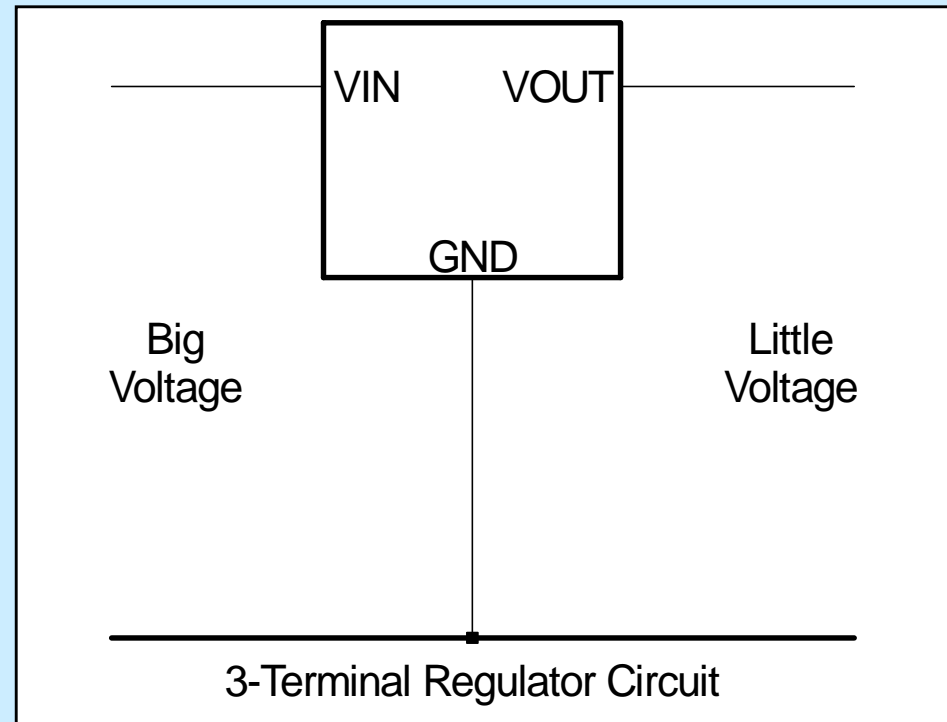 VIN VOUT
GND
Big
Voltage
Little
Voltage
3-Terminal Regulator Circuit